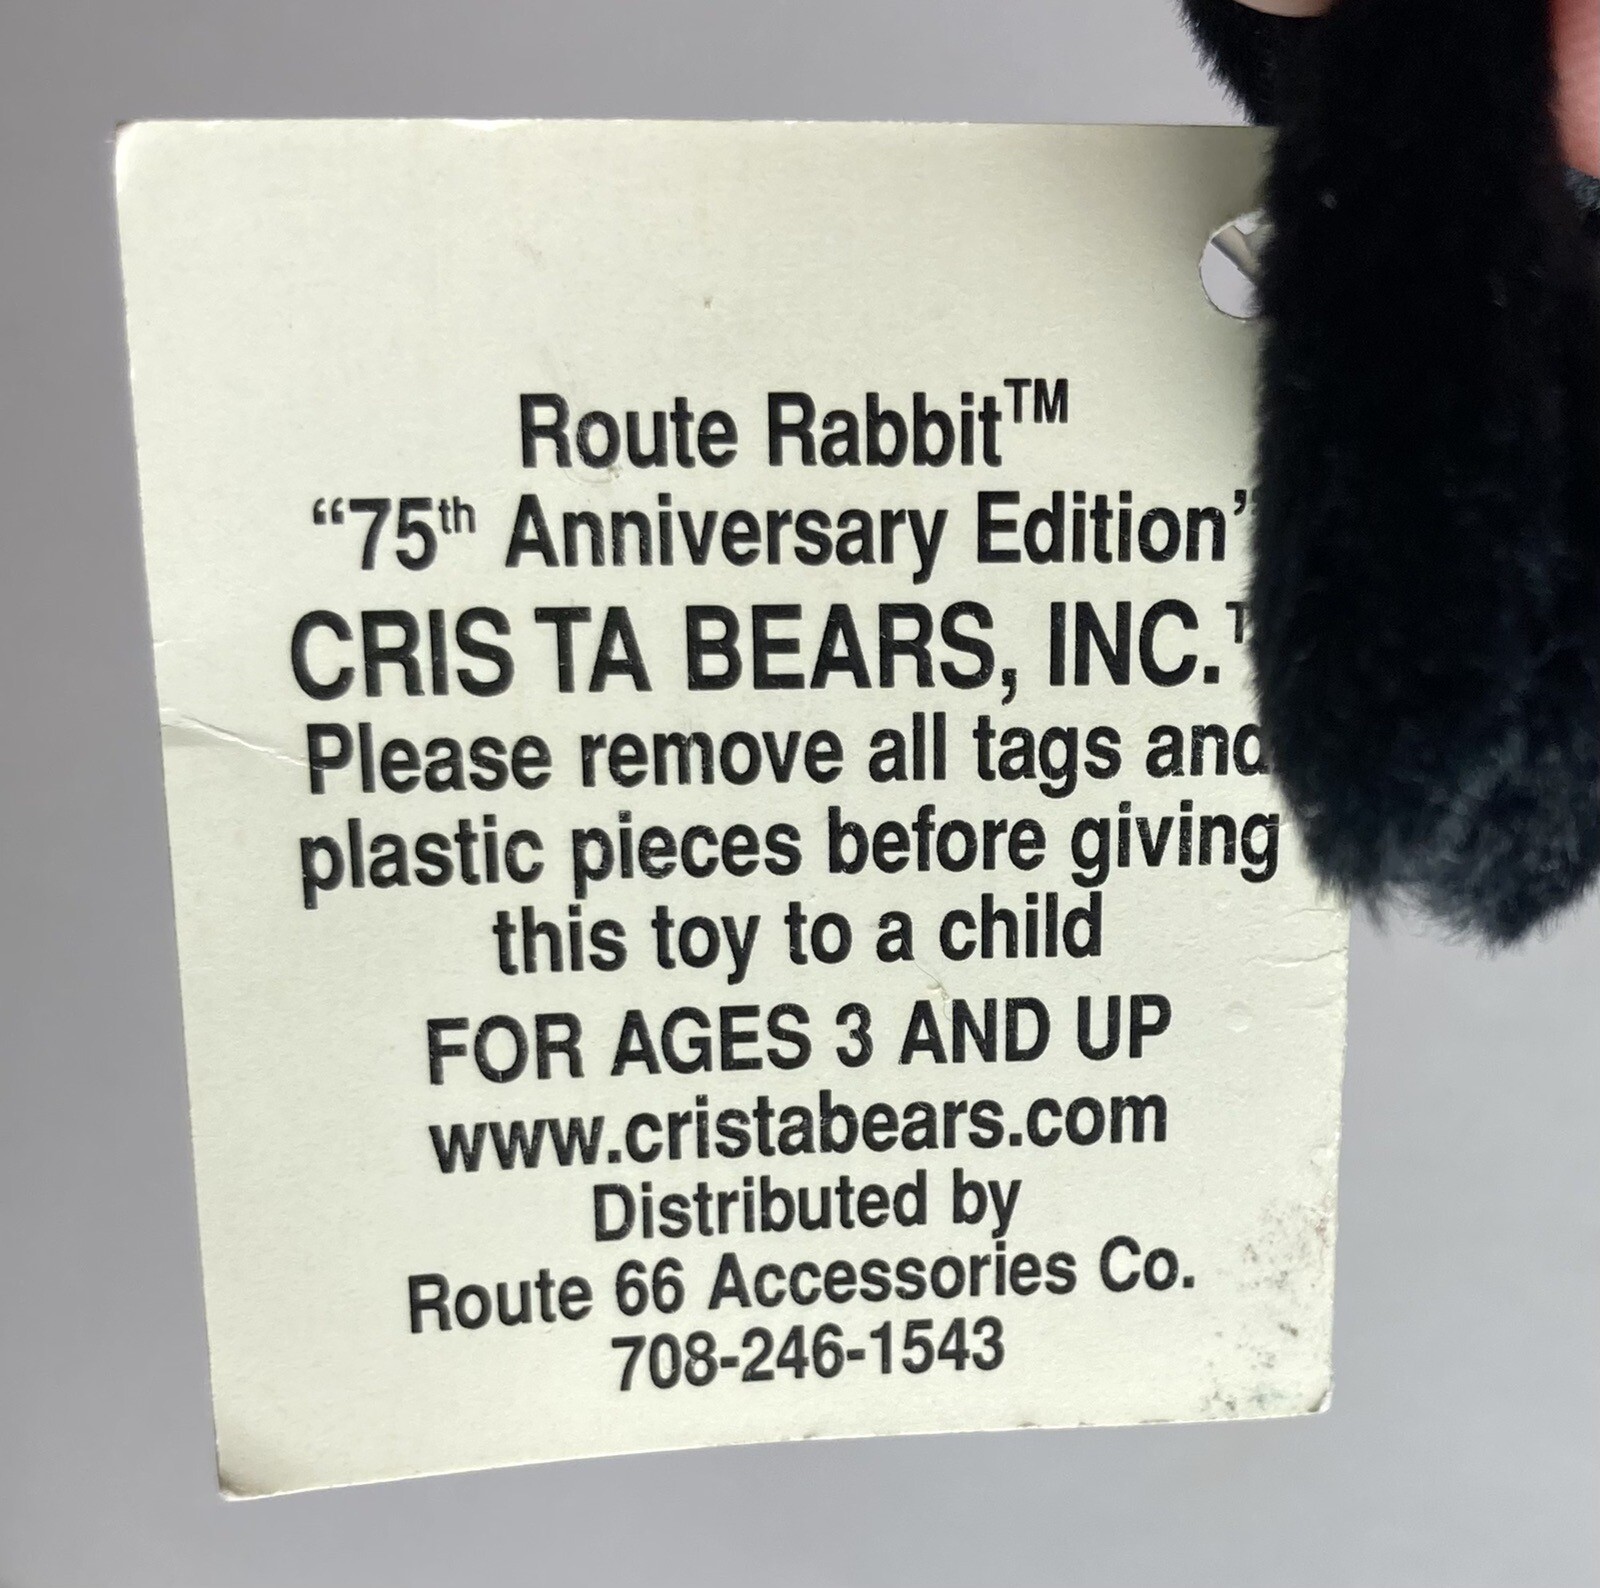 Route Rabbit™
“75th Anniversary Edition”
CRIS TA BEARS, INC.™
Please remove all tags and
plastic pieces before giving
this toy to a child
FOR AGES 3 AND UP
www.cristabears.com
Distributed by
Route 66 Accessories Co.
708-246-1543